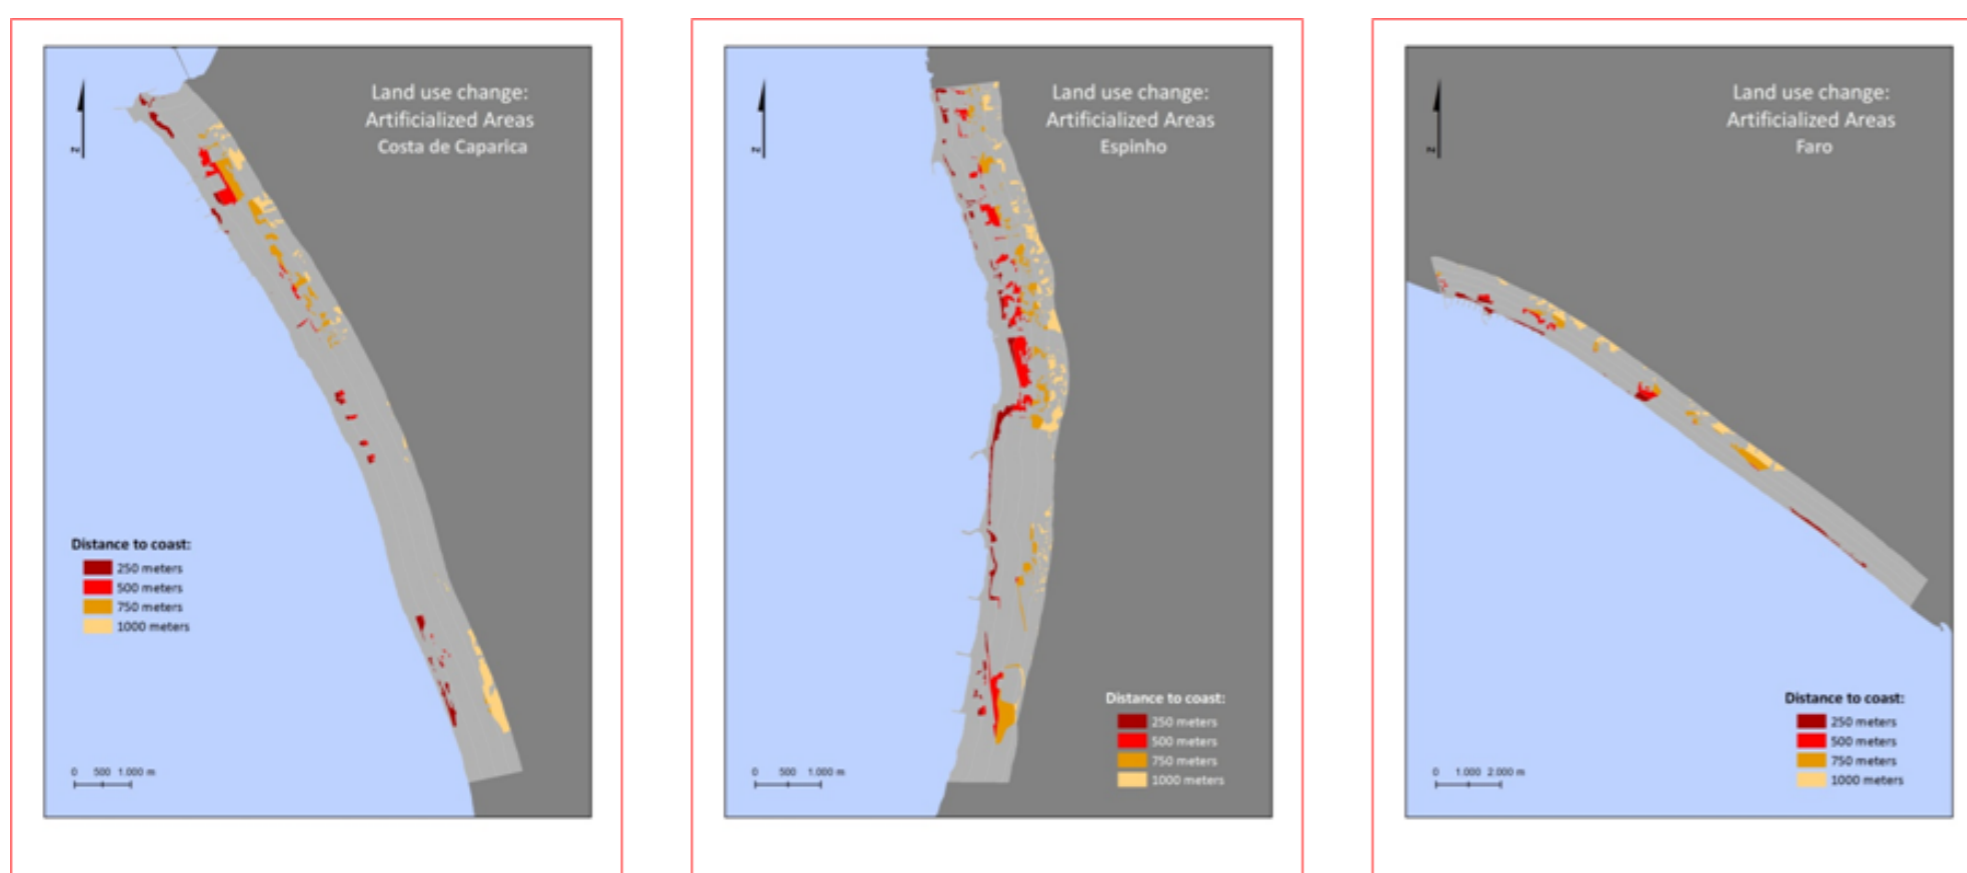 Land use change:
Artificialized Areas
Costa de Caparica
N
Distance to coast:
250 meters
500 meters
750 meters
1000 meters
0 500 1.000 m
Land use change:
Artificialized Areas
Espinho
N
Distance to coast:
250 meters
500 meters
750 meters
1000 meters
0 500 1.000 m
Land use change:
Artificialized Areas
Faro
N
Distance to coast:
250 meters
500 meters
750 meters
1000 meters
0 1.000 2.000 m